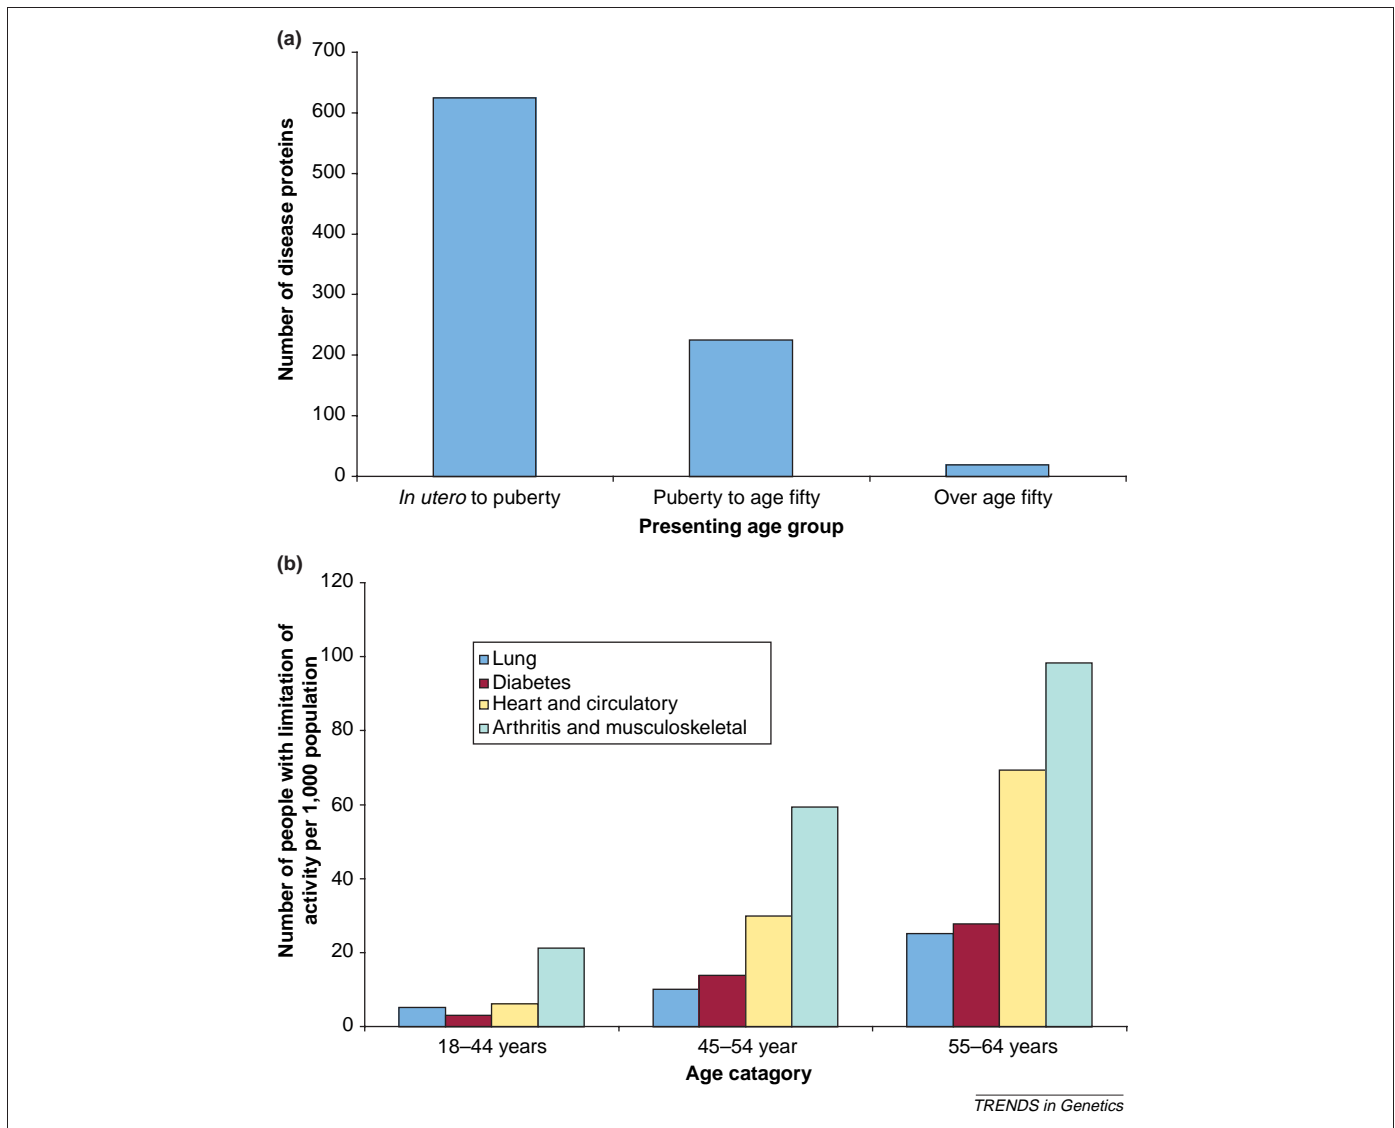 (a)
700
600
500
400
300
200
100
0
Number of disease proteins
In utero to puberty
Puberty to age fifty
Over age fifty
Presenting age group
(b)
120
100
80
60
40
20
0
Number of people with limitation of
activity per 1,000 population
Lung
Diabetes
Heart and circulatory
Arthritis and musculoskeletal
18–44 years
45–54 year
55–64 years
Age catagory
TRENDS in Genetics